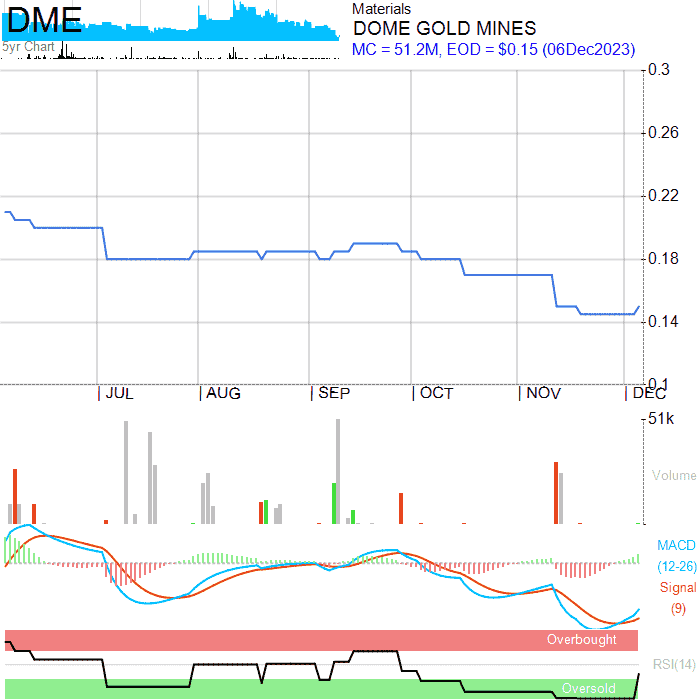 DME
5yr Chart
Materials
DOME GOLD MINES
MC = 51.2M, EOD = $0.15 (06Dec2023)
0.3
0.26
0.22
0.18
0.14
0.1
JUL
AUG
SEP
OCT
NOV
DEC
51k
Volume
MACD
(12-26)
Signal
(9)
Overbought
RSI(14)
Oversold